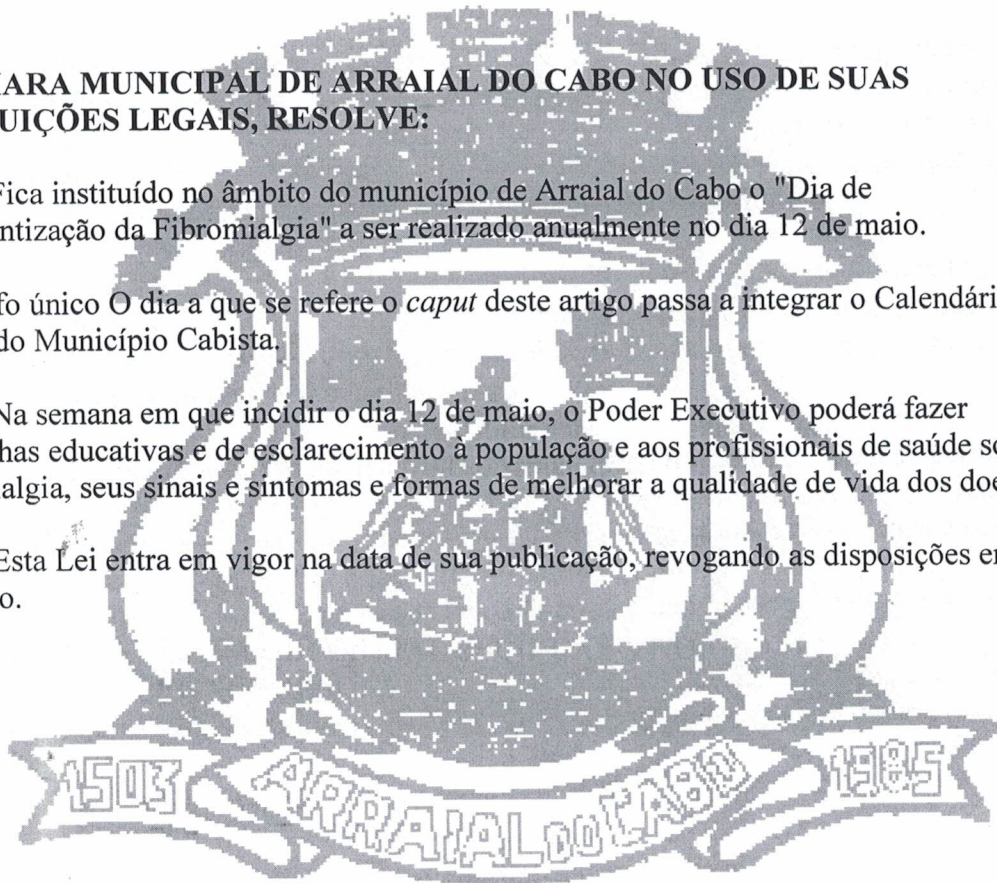 ARA MUNICIPAL DE ARRAIAL DO CABO NO USO DE SUAS
UIÇÕES LEGAIS, RESOLVE:
Fica instituído no âmbito do município de Arraial do Cabo o "Dia de
ntização da Fibromialgia" a ser realizado anualmente no dia 12 de maio.
fo único O dia a que se refere o caput deste artigo passa a integrar o Calendári
do Município Cabista.
Na semana em que incidir o dia 12 de maio, o Poder Executivo poderá fazer
has educativas e de esclarecimento à população e aos profissionais de saúde so
algia, seus sinais e sintomas e formas de melhorar a qualidade de vida dos doe
Esta Lei entra em vigor na data de sua publicação, revogando as disposições em
o.
1503 ARRAIAL DO CABO 1985